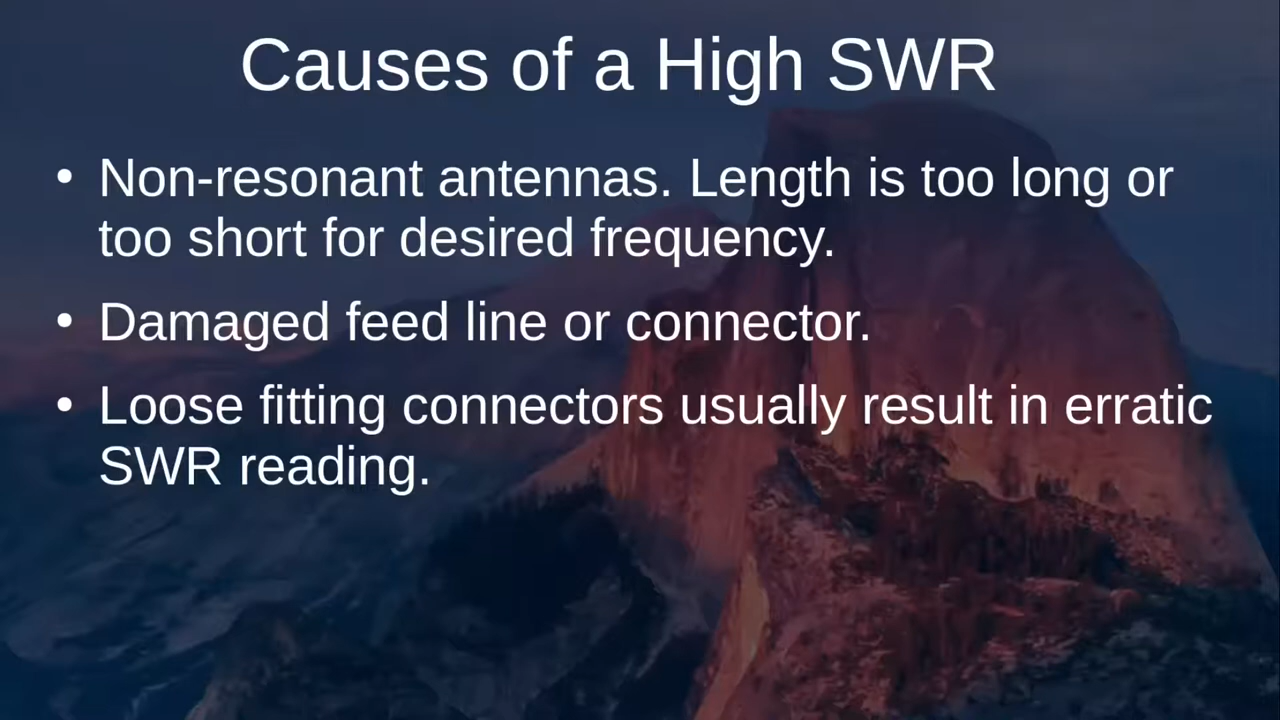 Causes of a High SWR
• Non-resonant antennas. Length is too long or
too short for desired frequency.
• Damaged feed line or connector.
• Loose fitting connectors usually result in erratic
SWR reading.